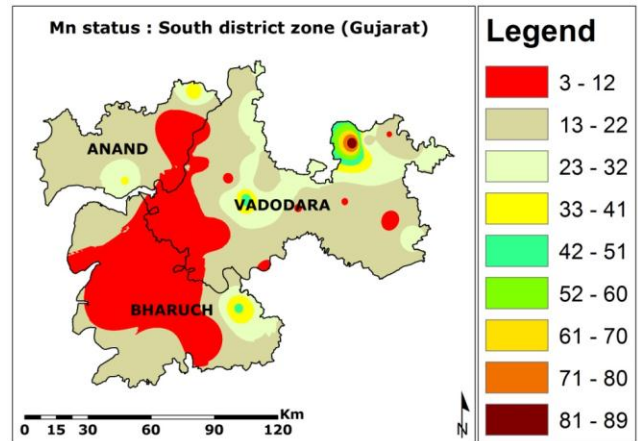 Mn status : South district zone (Gujarat)
ANAND
VADODARA
BHARUCH
Km
0 15 30 60 90 120
N
Legend
3 - 12
13 - 22
23 - 32
33 - 41
42 - 51
52 - 60
61 - 70
71 - 80
81 - 89